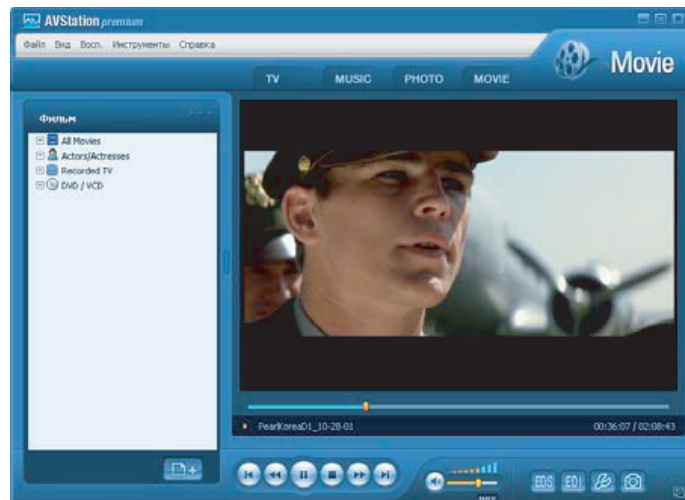 AVStation premium
Файл Вид Восп. Инструменты Справка
Movie
TV MUSIC PHOTO MOVIE
Фильм
All Movies
Actors/Actresses
Recorded TV
DVD / VCD
PearlKoreaD1_10-28-01 00:36:07 / 02:08:43
EDS EDI